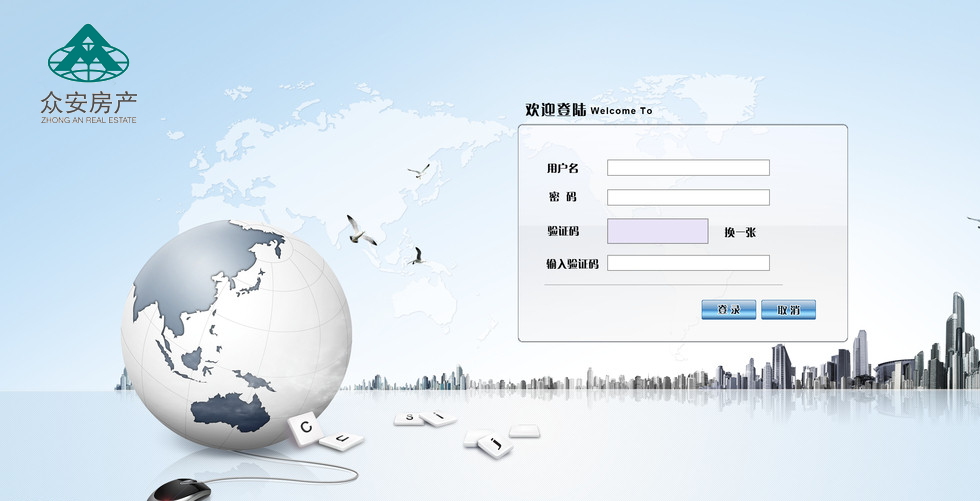 众安房产
ZHONG AN REAL ESTATE
欢迎登陆 Welcome To
用户名
密 码
验证码 换一张
输入验证码
登 录 取 消
C
s i
j